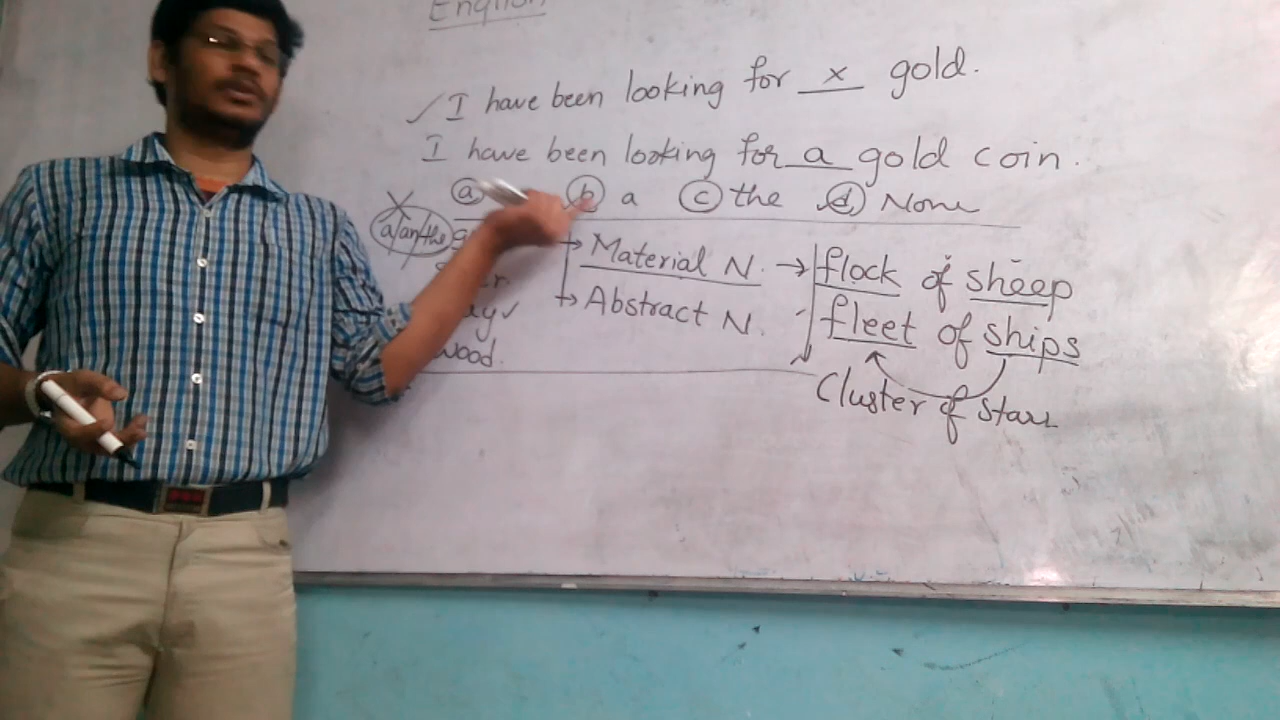 English
✓ I have been looking for x gold.
I have been looking for a gold coin.
(a) (b) a (c) the (d) None
X
a/an/the
→ Material N. → flock of sheep
→ Abstract N. fleet of ships
wood.
Cluster of stars